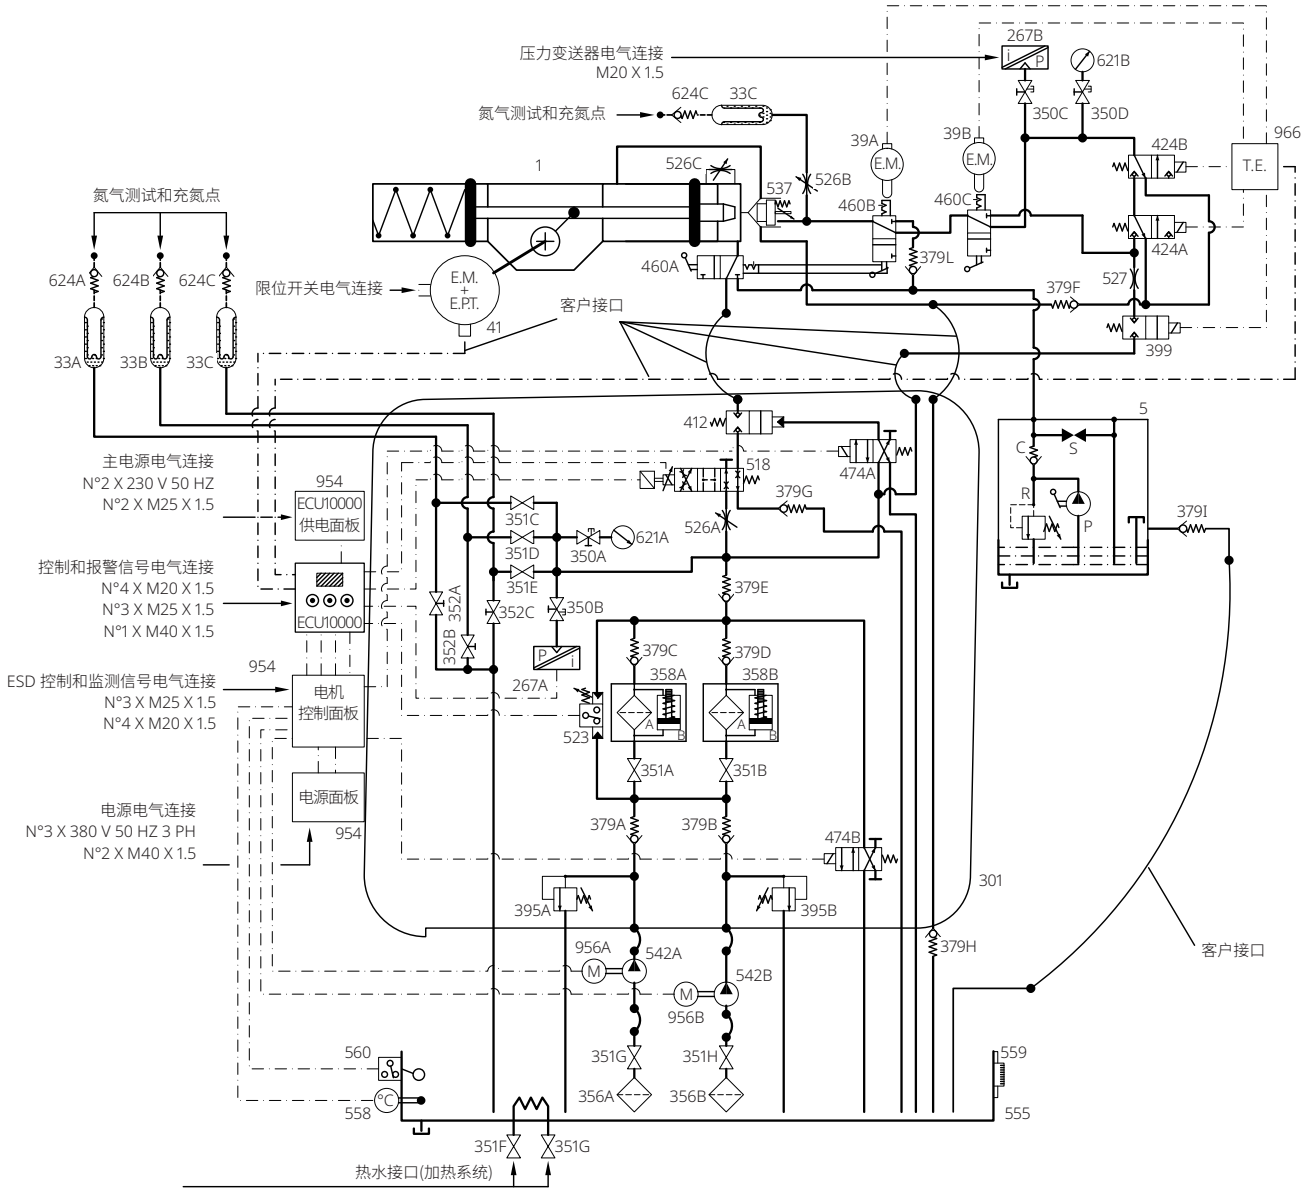 267B
压力变送器电气连接
M20 X 1.5
i
P
621B
624C
33C
350C
350D
氮气测试和充氮点
39A
39B
966
424B
1
526C
E.M.
E.M.
T.E.
氮气测试和充氮点
537
526B
460B
460C
424A
624A
624B
624C
460A
379L
527
E.M.
+
E.P.T.
限位开关电气连接
客户接口
379F
41
33A
33B
33C
399
412
5
主电源电气连接
N°2 X 230 V 50 HZ
N°2 X M25 X 1.5
954
ECU10000
供电面板
518
474A
C
S
379G
R
P
379I
351C
526A
621A
351D
350A
控制和报警信号电气连接
N°4 X M20 X 1.5
N°3 X M25 X 1.5
N°1 X M40 X 1.5
ECU10000
352A
351E
379E
352C
350B
352B
379C
379D
P
i
954
358A
358B
267A
ESD 控制和监测信号电气连接
N°3 X M25 X 1.5
N°4 X M20 X 1.5
电机
控制面板
A
B
A
B
523
351A
351B
电源面板
电源电气连接
N°3 X 380 V 50 HZ 3 PH
N°2 X M40 X 1.5
954
379A
379B
474B
301
395A
395B
379H
客户接口
956A
542A
M
542B
M
956B
560
351G
351H
559
°C
558
356A
356B
555
351F
351G
热水接口(加热系统)